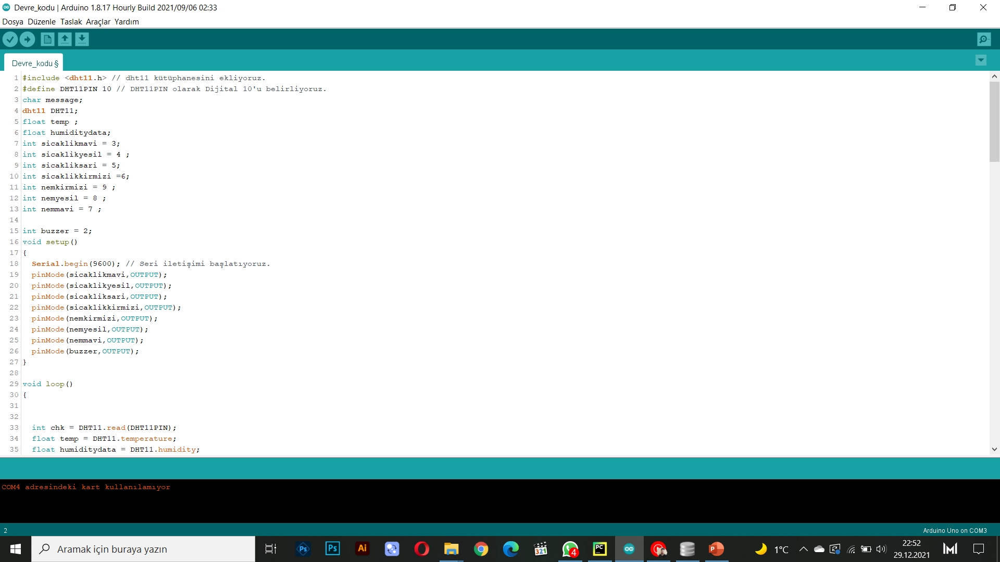 Devre_kodu | Arduino 1.8.17 Hourly Build 2021/09/06 02:33
Dosya Düzenle Taslak Araçlar Yardım
Devre_kodu §
1 #include <dht11.h> // dht11 kütüphanesini ekliyoruz.
2 #define DHT11PIN 10 // DHT11PIN olarak Dijital 10'u belirliyoruz.
3 char message;
4 dht11 DHT11;
5 float temp ;
6 float humiditydata;
7 int sicaklikmavi = 3;
8 int sicaklikyesil = 4 ;
9 int sicakliksari = 5;
10 int sicaklikkirmizi =6;
11 int nemkirmizi = 9 ;
12 int nemyesil = 8 ;
13 int nemmavi = 7 ;
14
15 int buzzer = 2;
16 void setup()
17 {
18 Serial.begin(9600); // Seri iletişimi başlatıyoruz.
19 pinMode(sicaklikmavi,OUTPUT);
20 pinMode(sicaklikyesil,OUTPUT);
21 pinMode(sicakliksari,OUTPUT);
22 pinMode(sicaklikkirmizi,OUTPUT);
23 pinMode(nemkirmizi,OUTPUT);
24 pinMode(nemyesil,OUTPUT);
25 pinMode(nemmavi,OUTPUT);
26 pinMode(buzzer,OUTPUT);
27 }
28
29 void loop()
30 {
31
32
33 int chk = DHT11.read(DHT11PIN);
34 float temp = DHT11.temperature;
35 float humiditydata = DHT11.humidity;
COM4 adresindeki kart kullanılamıyor
2
Arduino Uno on COM3
Aramak için buraya yazın
Ps
Ps
Ai
321
4
PC
P
1°C
22:52
29.12.2021